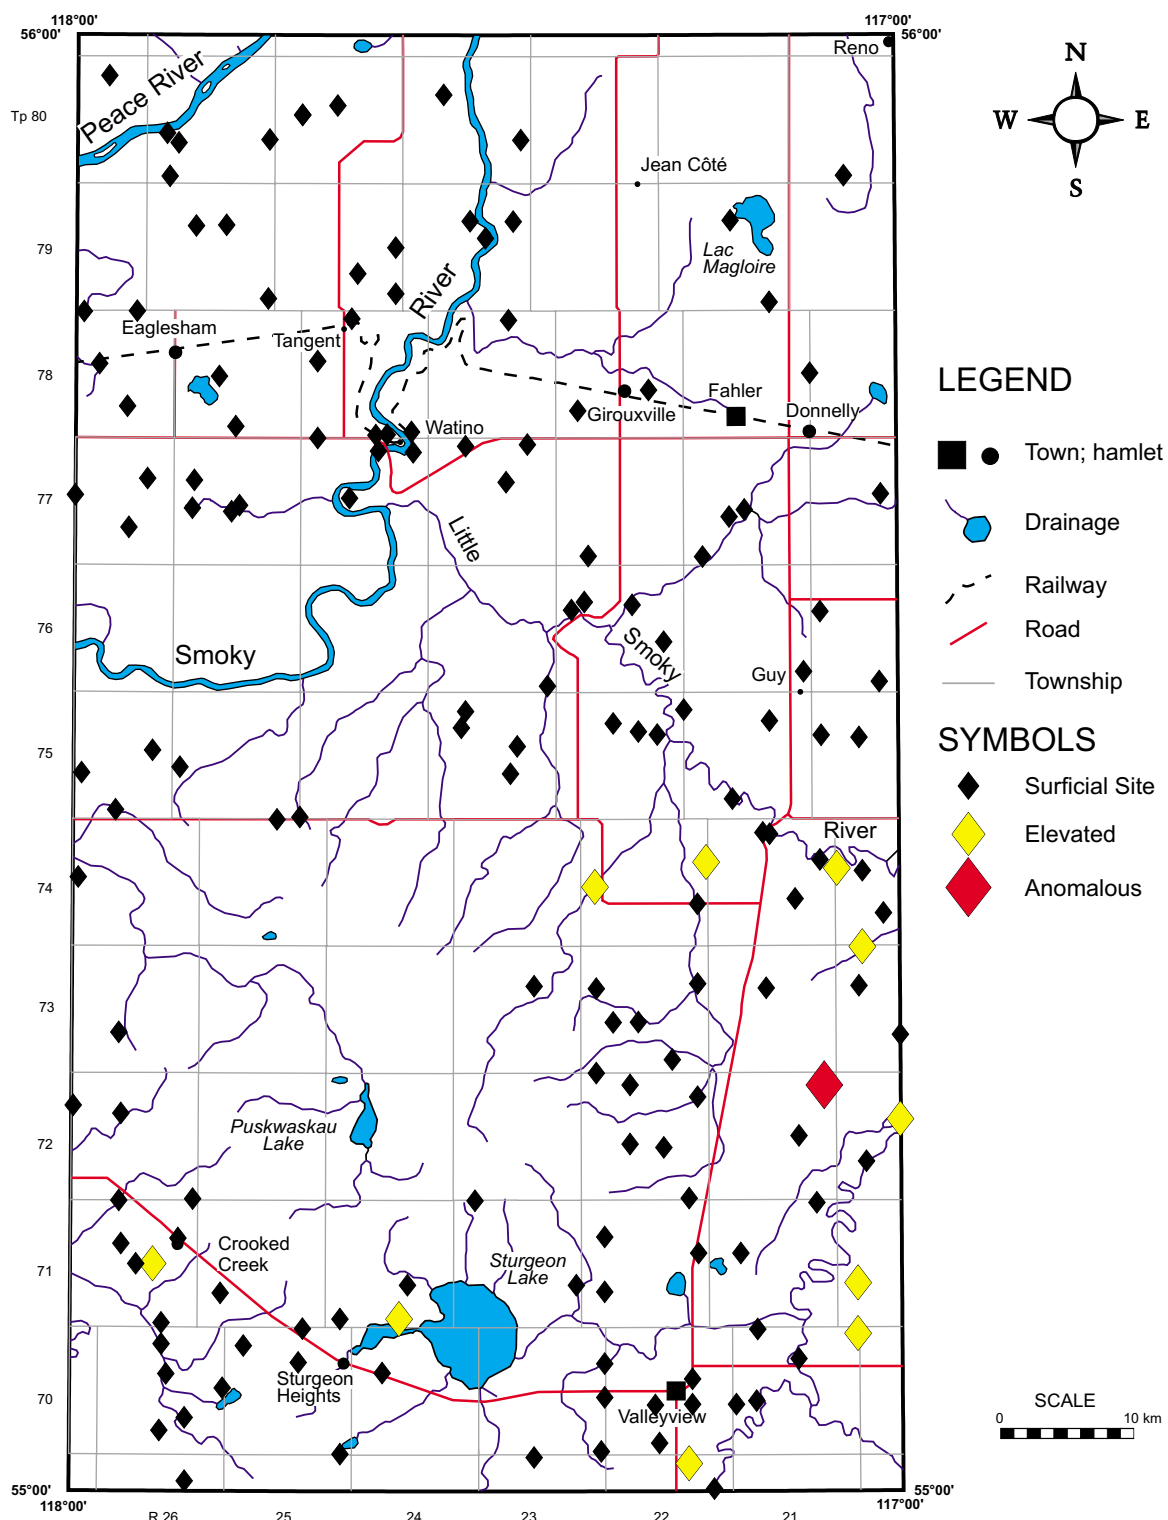 118°00'
117°00'
56°00'
56°00'
Reno
N
W
E
S
Tp 80
Peace River
Jean Côté
79
Lac
Magloire
River
Eaglesham
Tangent
78
Fahler
Girouxville
Donnelly
Watino
77
Little
76
Smoky
Smoky
Guy
75
River
74
73
72
Puskwaskau
Lake
71
Crooked
Creek
Sturgeon
Lake
Sturgeon
Heights
70
Valleyview
55°00'
55°00'
118°00'
117°00'
R 26
25
24
23
22
21
LEGEND
Town; hamlet
Drainage
Railway
Road
Township
SYMBOLS
Surficial Site
Elevated
Anomalous
SCALE
0
10 km